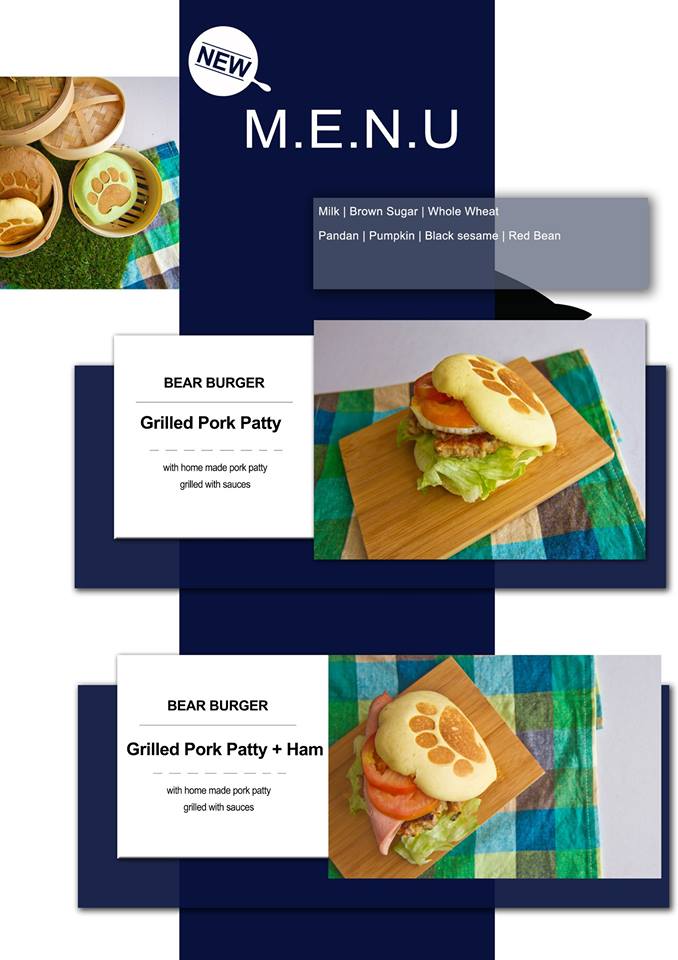 NEW
M.E.N.U
Milk | Brown Sugar | Whole Wheat
Pandan | Pumpkin | Black sesame | Red Bean
BEAR BURGER
Grilled Pork Patty
with home made pork patty
grilled with sauces
BEAR BURGER
Grilled Pork Patty + Ham
with home made pork patty
grilled with sauces